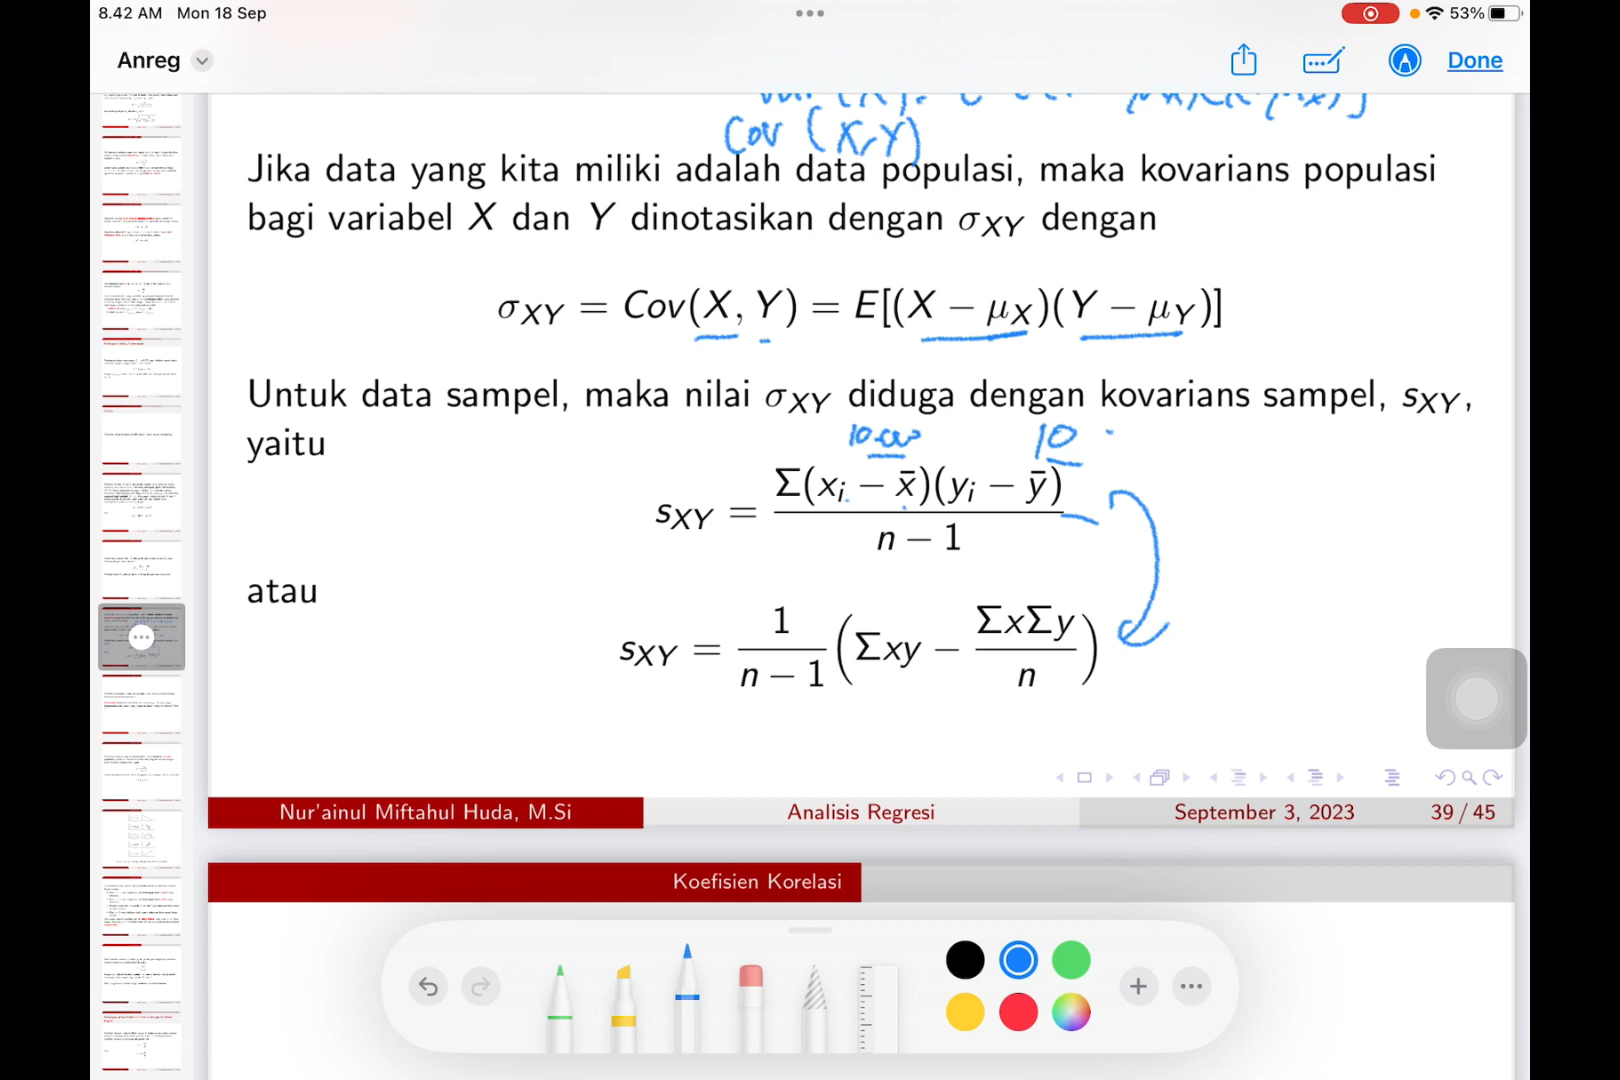 8.42 AM Mon 18 Sep
53%
Anreg
Done
Cov (X, Y)
Jika data yang kita miliki adalah data populasi, maka kovarians populasi
bagi variabel X dan Y dinotasikan dengan σXY dengan
σXY = Cov(X, Y) = E[(X − μX)(Y − μY)]
Untuk data sampel, maka nilai σXY diduga dengan kovarians sampel, sXY,
yaitu
10
sXY = Σ(xi − x̄)(yi − ȳ) / n − 1
atau
sXY = 1 / n − 1 (Σxy − ΣxΣy / n)
Nur'ainul Miftahul Huda, M.Si
Analisis Regresi
September 3, 2023
39 / 45
Koefisien Korelasi